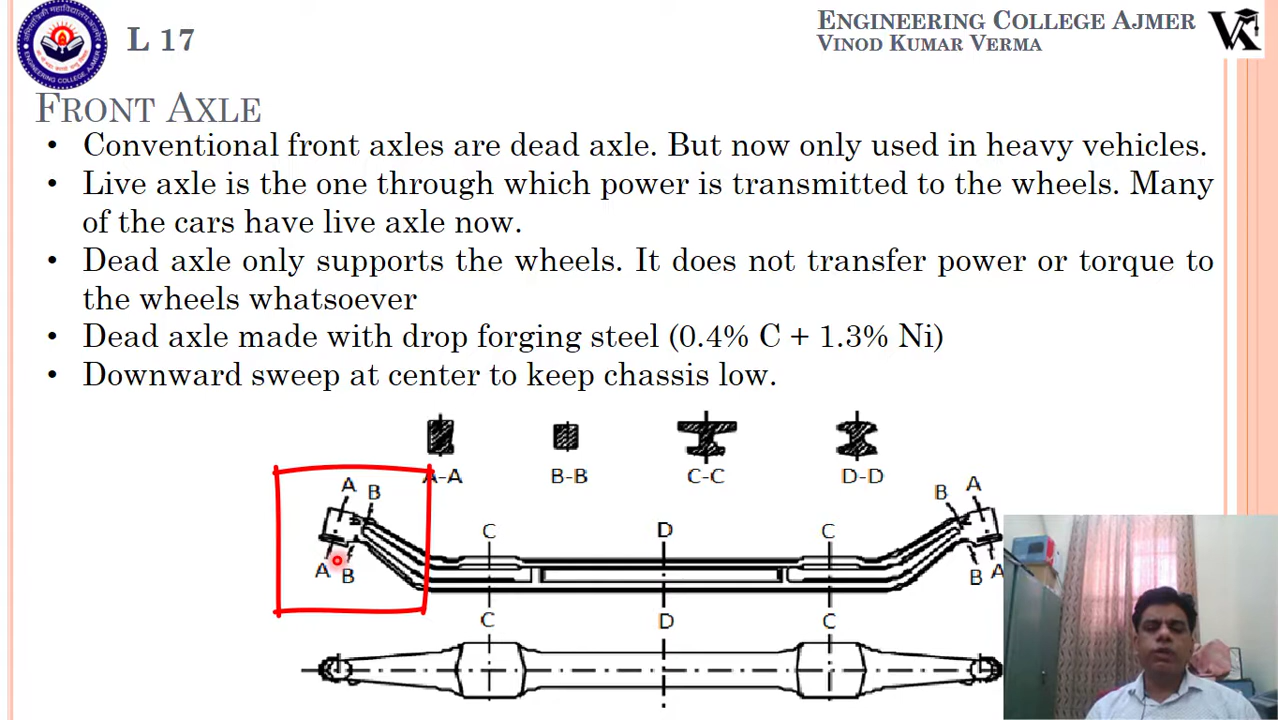 L 17
ENGINEERING COLLEGE AJMER
VINOD KUMAR VERMA
FRONT AXLE
• Conventional front axles are dead axle. But now only used in heavy vehicles.
• Live axle is the one through which power is transmitted to the wheels. Many
of the cars have live axle now.
• Dead axle only supports the wheels. It does not transfer power or torque to
the wheels whatsoever
• Dead axle made with drop forging steel (0.4% C + 1.3% Ni)
• Downward sweep at center to keep chassis low.
A-A B-B C-C D-D
A B B A
C D C
A B B A
C D C